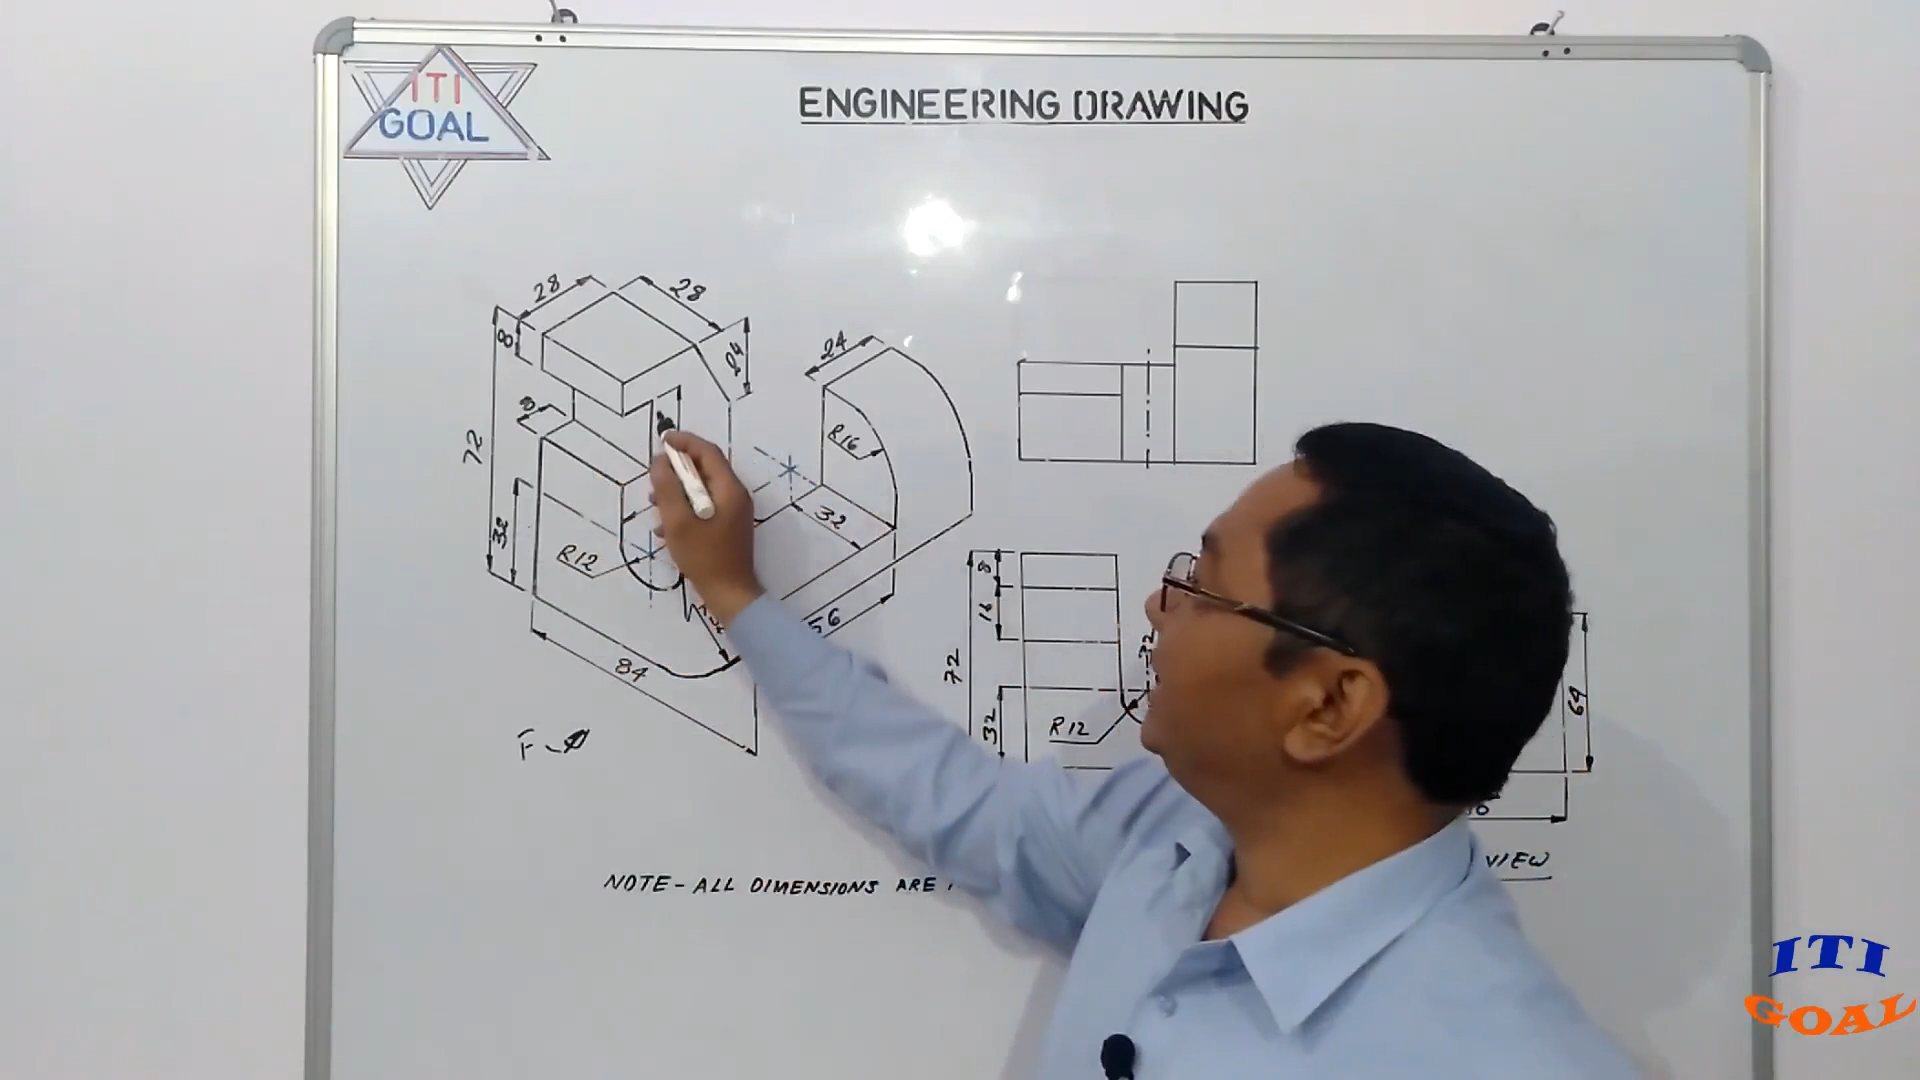 ITI
GOAL
ENGINEERING DRAWING
28
28
8
24
24
8
72
R16
32
32
R12
56
84
F-A
8
16
72
32
R12
32
64
VIEW
NOTE - ALL DIMENSIONS ARE
ITI
GOAL